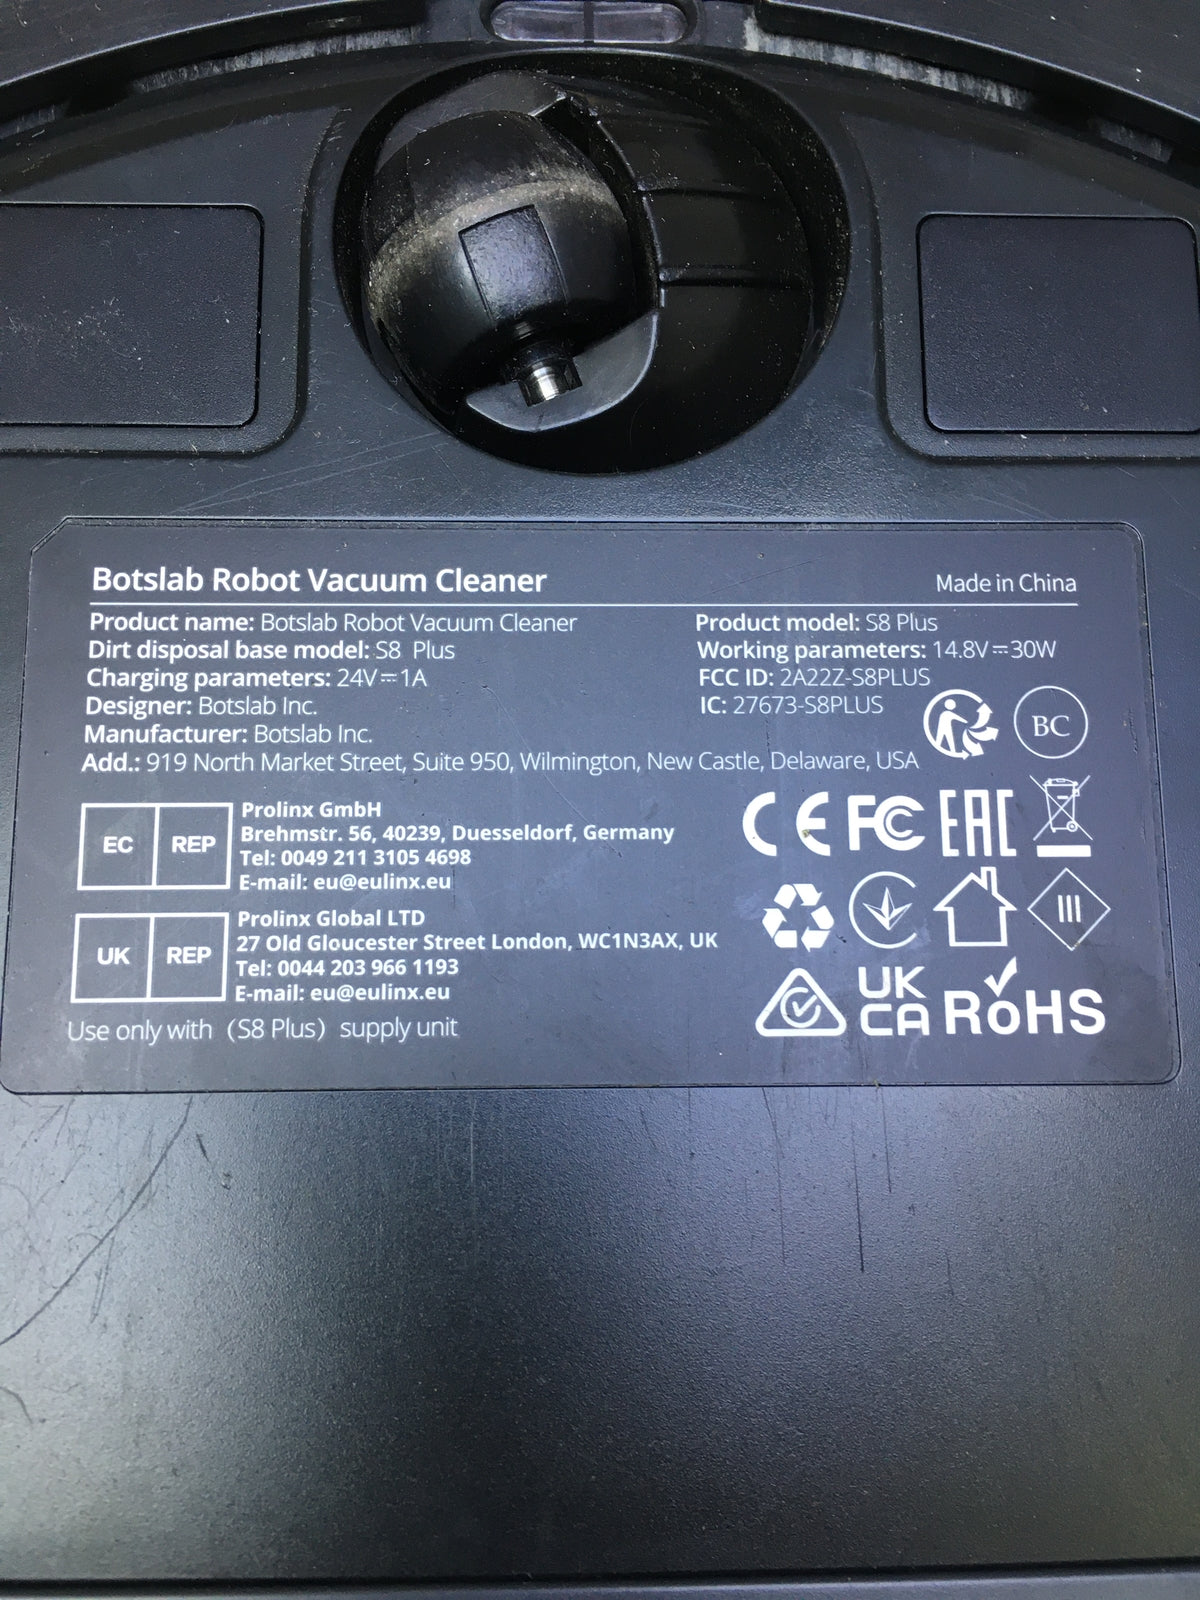 Botslab Robot Vacuum Cleaner
Made in China
Product name: Botslab Robot Vacuum Cleaner
Dirt disposal base model: S8 Plus
Charging parameters: 24V⎓1A
Designer: Botslab Inc.
Manufacturer: Botslab Inc.
Add.: 919 North Market Street, Suite 950, Wilmington, New Castle, Delaware, USA
Product model: S8 Plus
Working parameters: 14.8V⎓30W
FCC ID: 2A22Z-S8PLUS
IC: 27673-S8PLUS
BC
EC REP
Prolinx GmbH
Brehmstr. 56, 40239, Duesseldorf, Germany
Tel: 0049 211 3105 4698
E-mail: eu@eulinx.eu
UK REP
Prolinx Global LTD
27 Old Gloucester Street London, WC1N3AX, UK
Tel: 0044 203 966 1193
E-mail: eu@eulinx.eu
Use only with（S8 Plus）supply unit
CE FC EAC
III
UK
CA RoHS